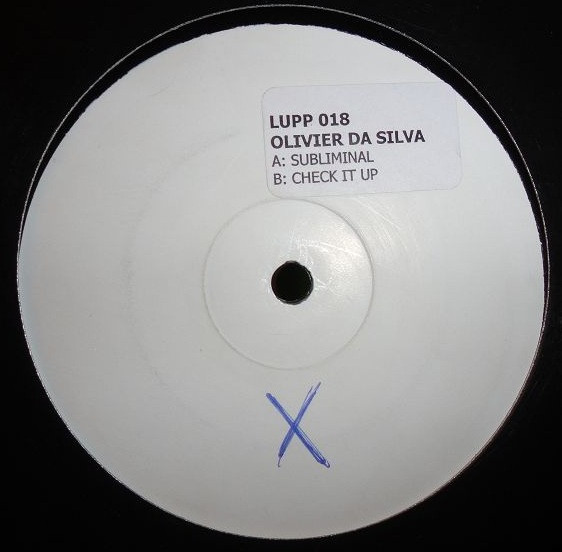 LUPP 018
OLIVIER DA SILVA
A: SUBLIMINAL
B: CHECK IT UP
X